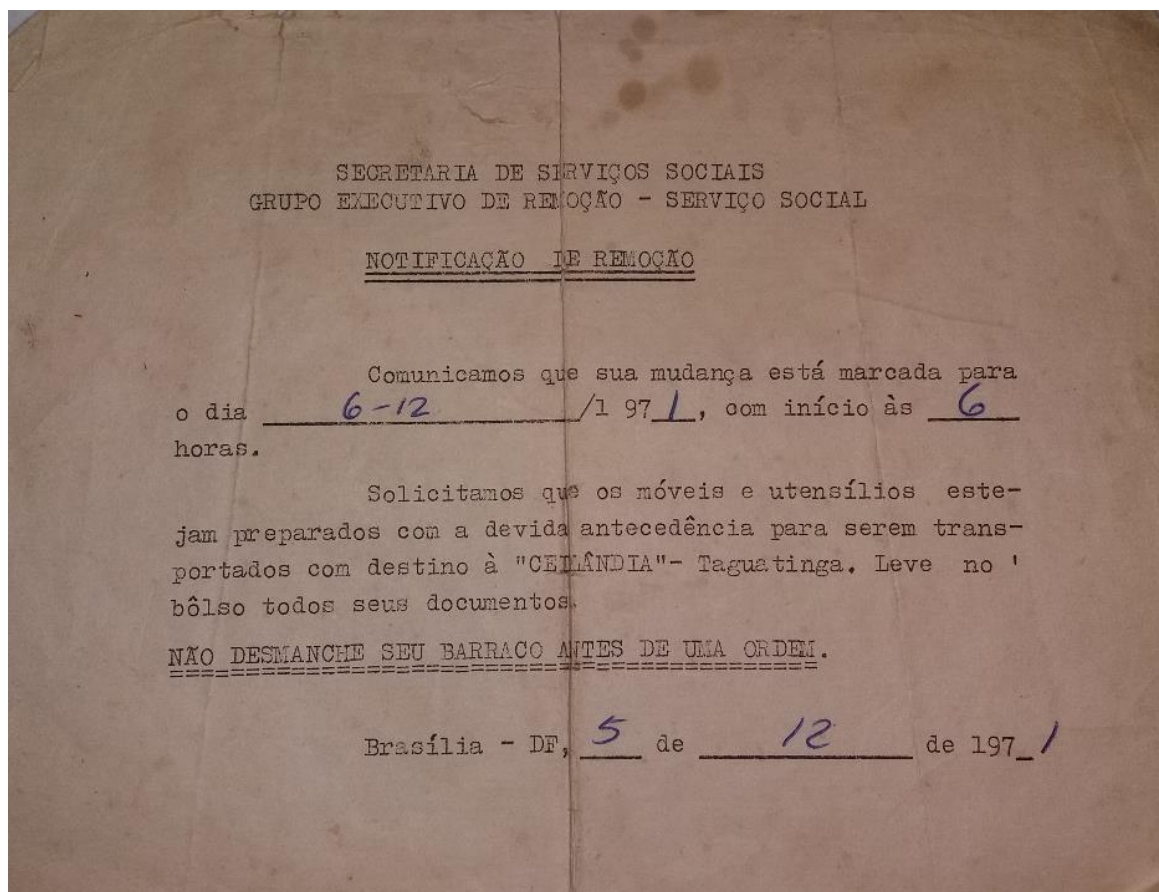 SECRETARIA DE SERVIÇOS SOCIAIS
GRUPO EXECUTIVO DE REMOÇÃO - SERVIÇO SOCIAL
NOTIFICAÇÃO DE REMOÇÃO
Comunicamos que sua mudança está marcada para
o dia 6-12 /1 971, com início às 6
horas.
Solicitamos que os móveis e utensílios este-
jam preparados com a devida antecedência para serem trans-
portados com destino à "CEILÂNDIA"- Taguatinga. Leve no '
bôlso todos seus documentos.
NÃO DESMANCHE SEU BARRACO ANTES DE UMA ORDEM.
Brasília - DF, 5 de 12 de 197_1